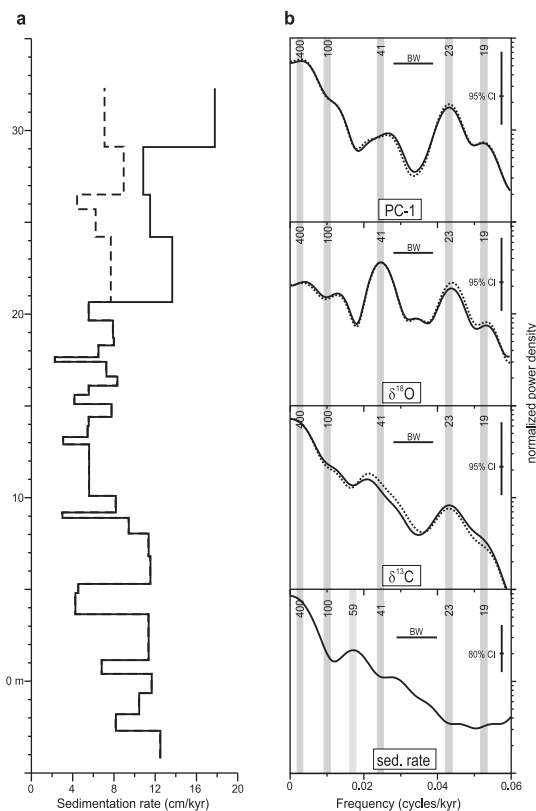 a
b
30
20
10
0 m
0 4 8 12 16 20
Sedimentation rate (cm/kyr)
400 100 41 23 19
BW
95% CI
PC-1
400 100 41 23 19
BW
95% CI
δ18O
400 100 41 23 19
BW
95% CI
δ13C
400 100 59 41 23 19
BW
80% CI
sed. rate
0 0.02 0.04 0.06
Frequency (cycles/kyr)
normalized power density